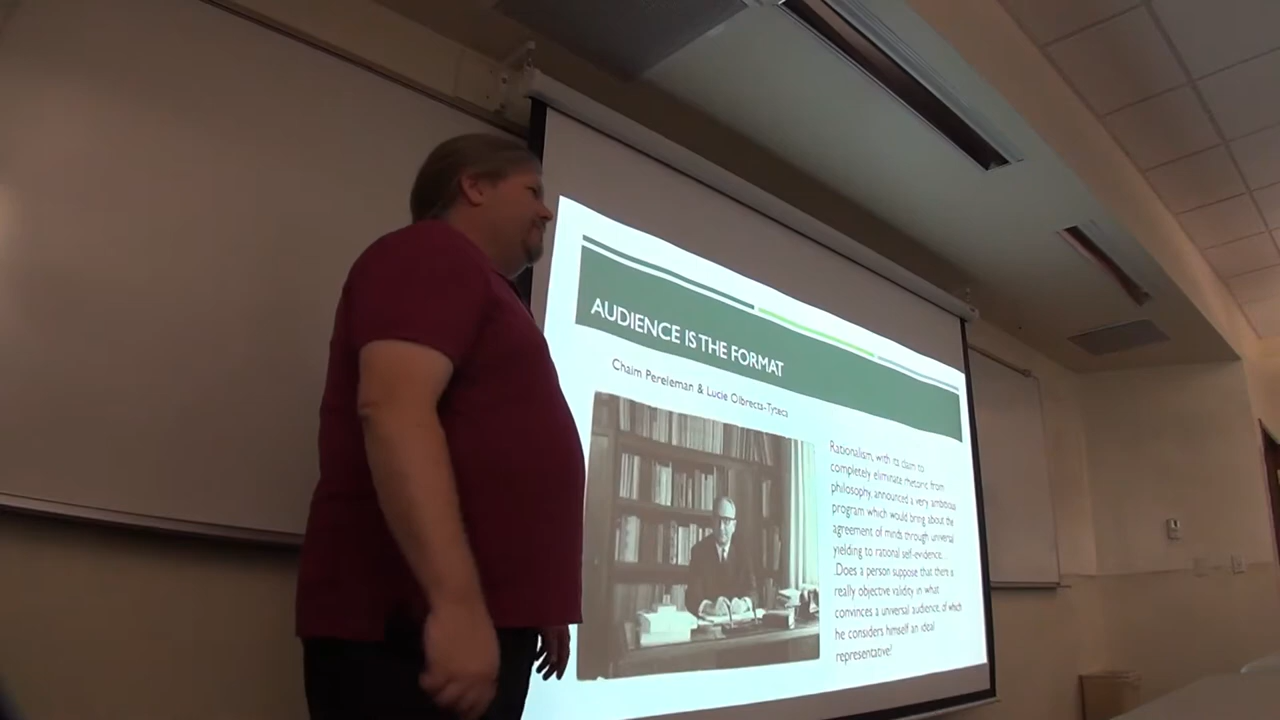 AUDIENCE IS THE FORMAT
Chaim Pereleman & Lucie Olbrects-Tyteca
Rationalism, with its claim to
completely eliminate rhetoric from
philosophy, announced a very ambitious
program which would bring about the
agreement of minds through universal
yielding to rational self-evidence.
.Does a person suppose that there is
really objective validity in what
convinces a universal audience, of which
he considers himself an ideal
representative?